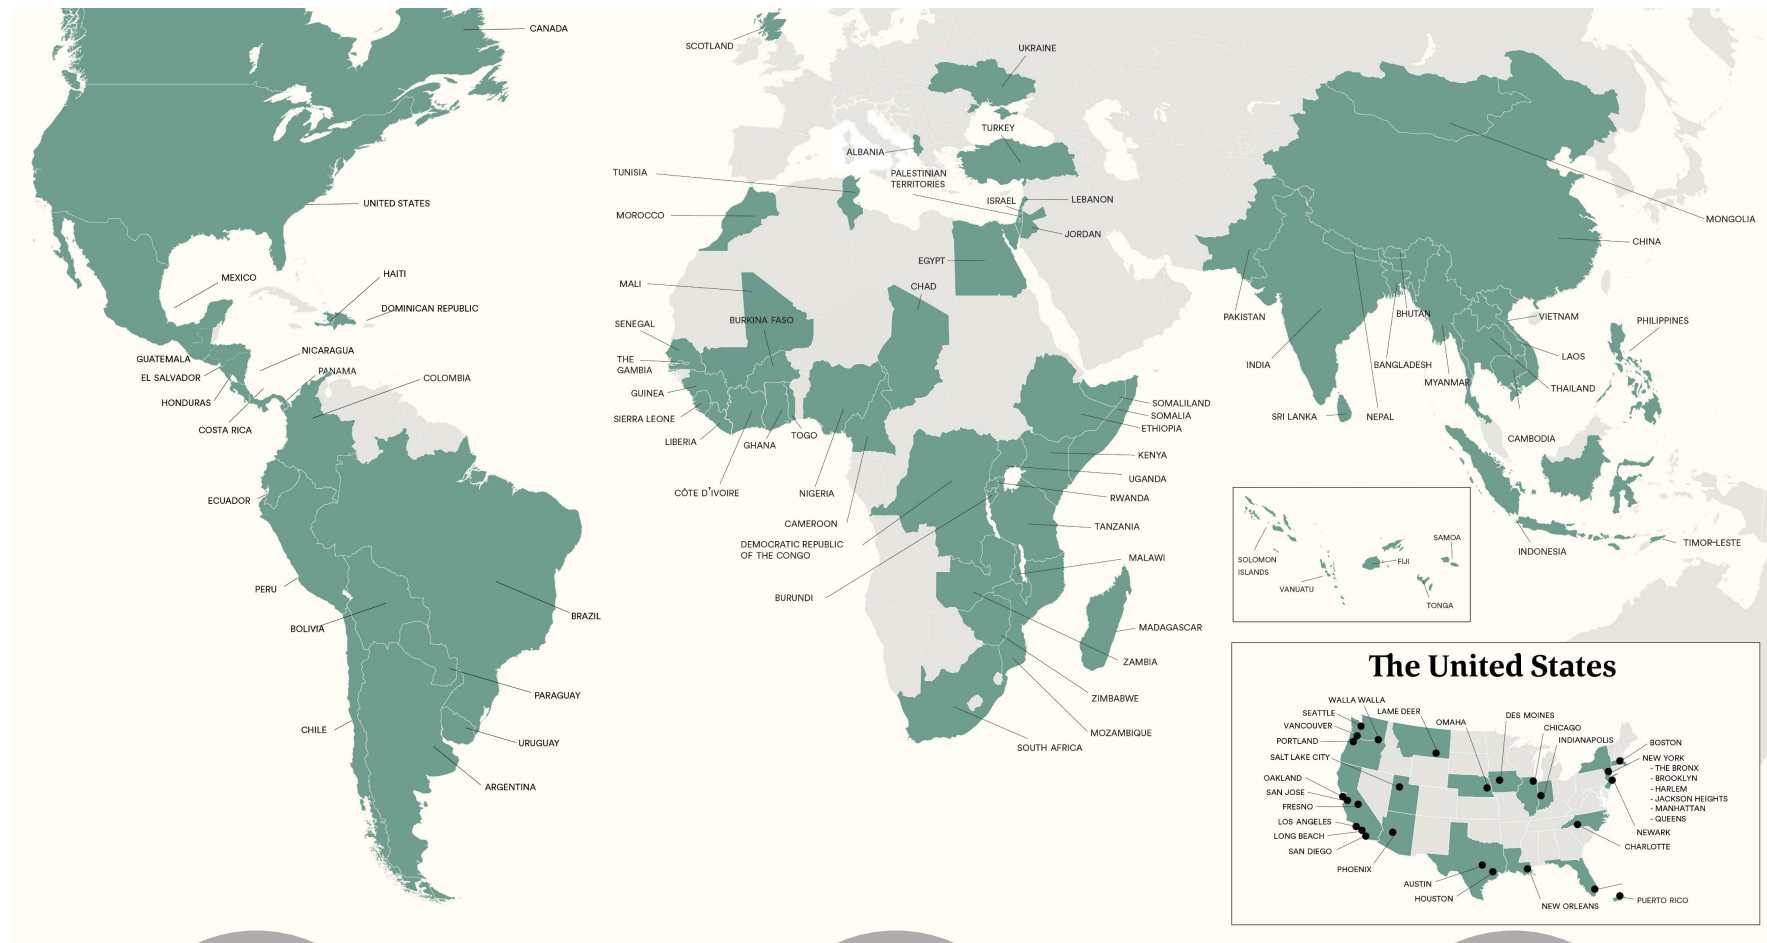 CANADA
UNITED STATES
MEXICO
HAITI
DOMINICAN REPUBLIC
GUATEMALA
NICARAGUA
EL SALVADOR
PANAMA
COLOMBIA
HONDURAS
COSTA RICA
ECUADOR
PERU
BOLIVIA
BRAZIL
PARAGUAY
CHILE
URUGUAY
ARGENTINA
SCOTLAND
UKRAINE
TURKEY
ALBANIA
TUNISIA
PALESTINIAN
TERRITORIES
ISRAEL
LEBANON
MOROCCO
JORDAN
EGYPT
MALI
CHAD
SENEGAL
BURKINA FASO
THE
GAMBIA
GUINEA
SIERRA LEONE
LIBERIA
GHANA
TOGO
CÔTE D'IVOIRE
NIGERIA
CAMEROON
DEMOCRATIC REPUBLIC
OF THE CONGO
BURUNDI
SOMALILAND
SOMALIA
ETHIOPIA
KENYA
UGANDA
RWANDA
TANZANIA
MALAWI
MADAGASCAR
ZAMBIA
ZIMBABWE
MOZAMBIQUE
SOUTH AFRICA
MONGOLIA
CHINA
PAKISTAN
BHUTAN
VIETNAM
PHILIPPINES
INDIA
BANGLADESH
LAOS
MYANMAR
THAILAND
SRI LANKA
NEPAL
CAMBODIA
INDONESIA
TIMOR-LESTE
SOLOMON
ISLANDS
VANUATU
FIJI
SAMOA
TONGA
The United States
WALLA WALLA
SEATTLE
LAME DEER
VANCOUVER
OMAHA
DES MOINES
PORTLAND
CHICAGO
SALT LAKE CITY
INDIANAPOLIS
OAKLAND
SAN JOSE
FRESNO
LOS ANGELES
LONG BEACH
SAN DIEGO
PHOENIX
AUSTIN
HOUSTON
NEW ORLEANS
BOSTON
NEW YORK
- THE BRONX
- BROOKLYN
- HARLEM
- JACKSON HEIGHTS
- MANHATTAN
- QUEENS
NEWARK
CHARLOTTE
PUERTO RICO